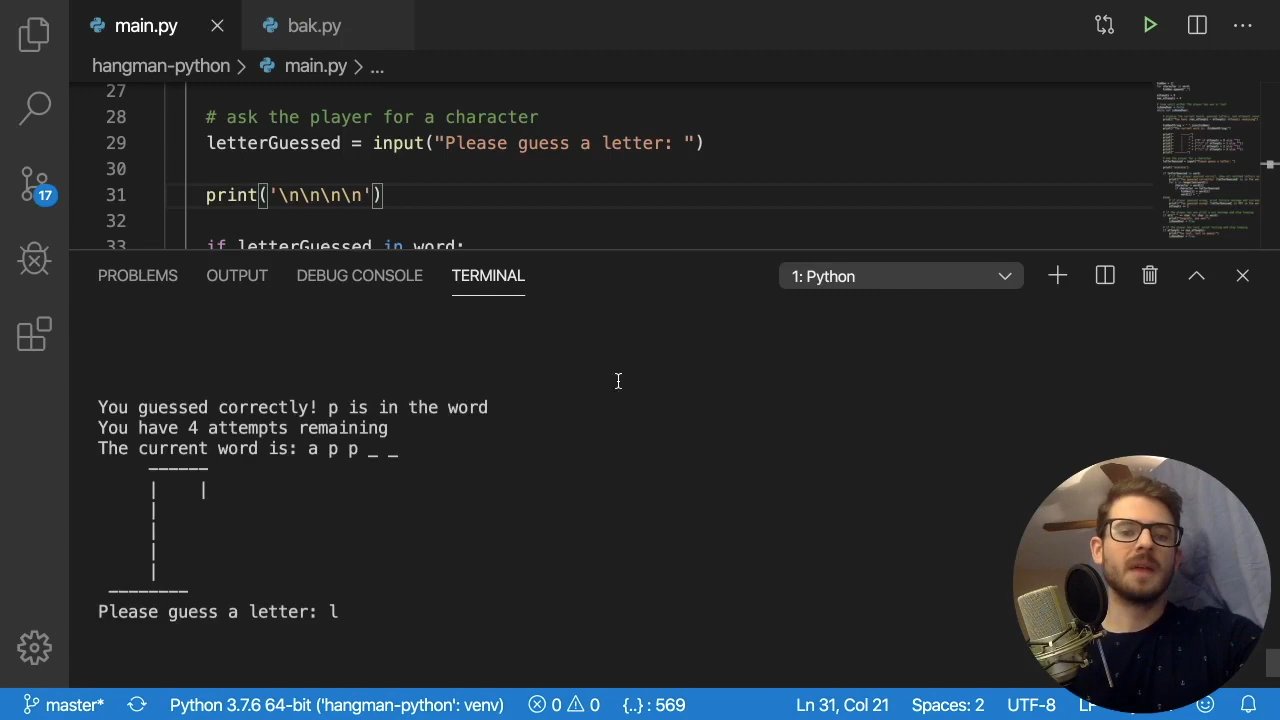 main.py
bak.py
hangman-python > main.py > ...
27
28 # ask the player for a character
29 letterGuessed = input("Please guess a letter: ")
30
31 print('\n\n\n\n')
32
33 if letterGuessed in word:
17
PROBLEMS OUTPUT DEBUG CONSOLE TERMINAL 1: Python
You guessed correctly! p is in the word
You have 4 attempts remaining
The current word is: a p p _ _
Please guess a letter: l
master* Python 3.7.6 64-bit ('hangman-python': venv) 0 0 {..} : 569 Ln 31, Col 21 Spaces: 2 UTF-8